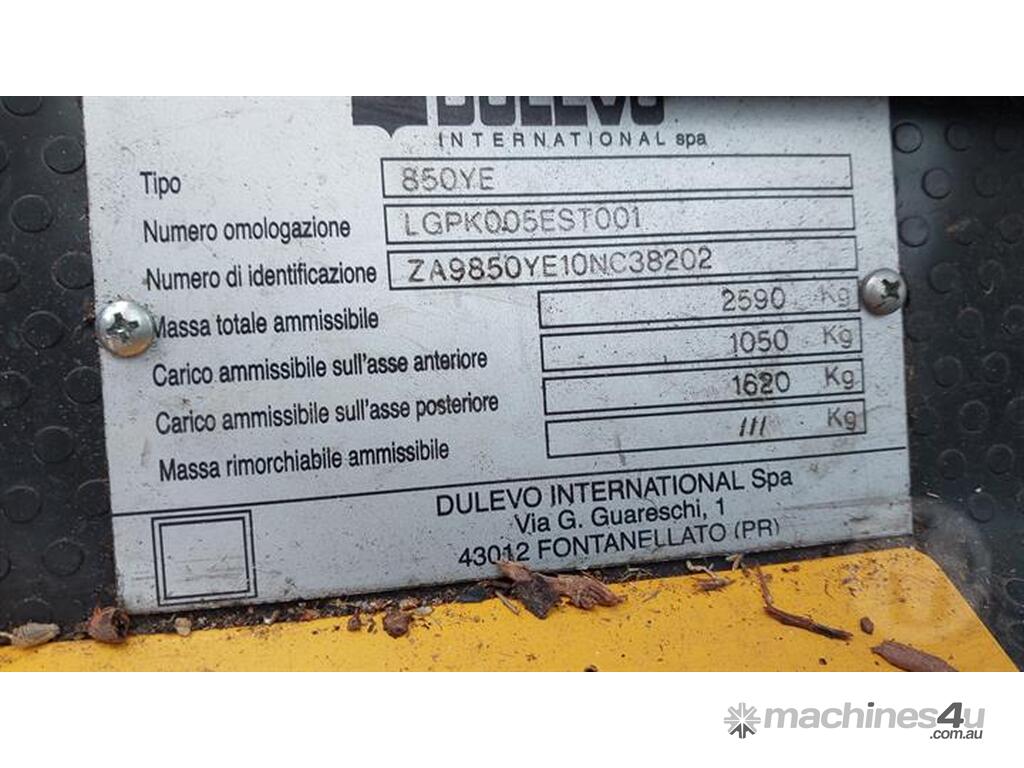 DULEVO
INTERNATIONAL spa
Tipo 850YE
Numero omologazione LGPK005EST001
Numero di identificazione ZA9850YE10NC38202
Massa totale ammissibile 2590 Kg
Carico ammissibile sull'asse anteriore 1050 Kg
Carico ammissibile sull'asse posteriore 1620 Kg
Massa rimorchiabile ammissibile /// Kg
DULEVO INTERNATIONAL Spa
Via G. Guareschi, 1
43012 FONTANELLATO (PR)
machines4u
.com.au